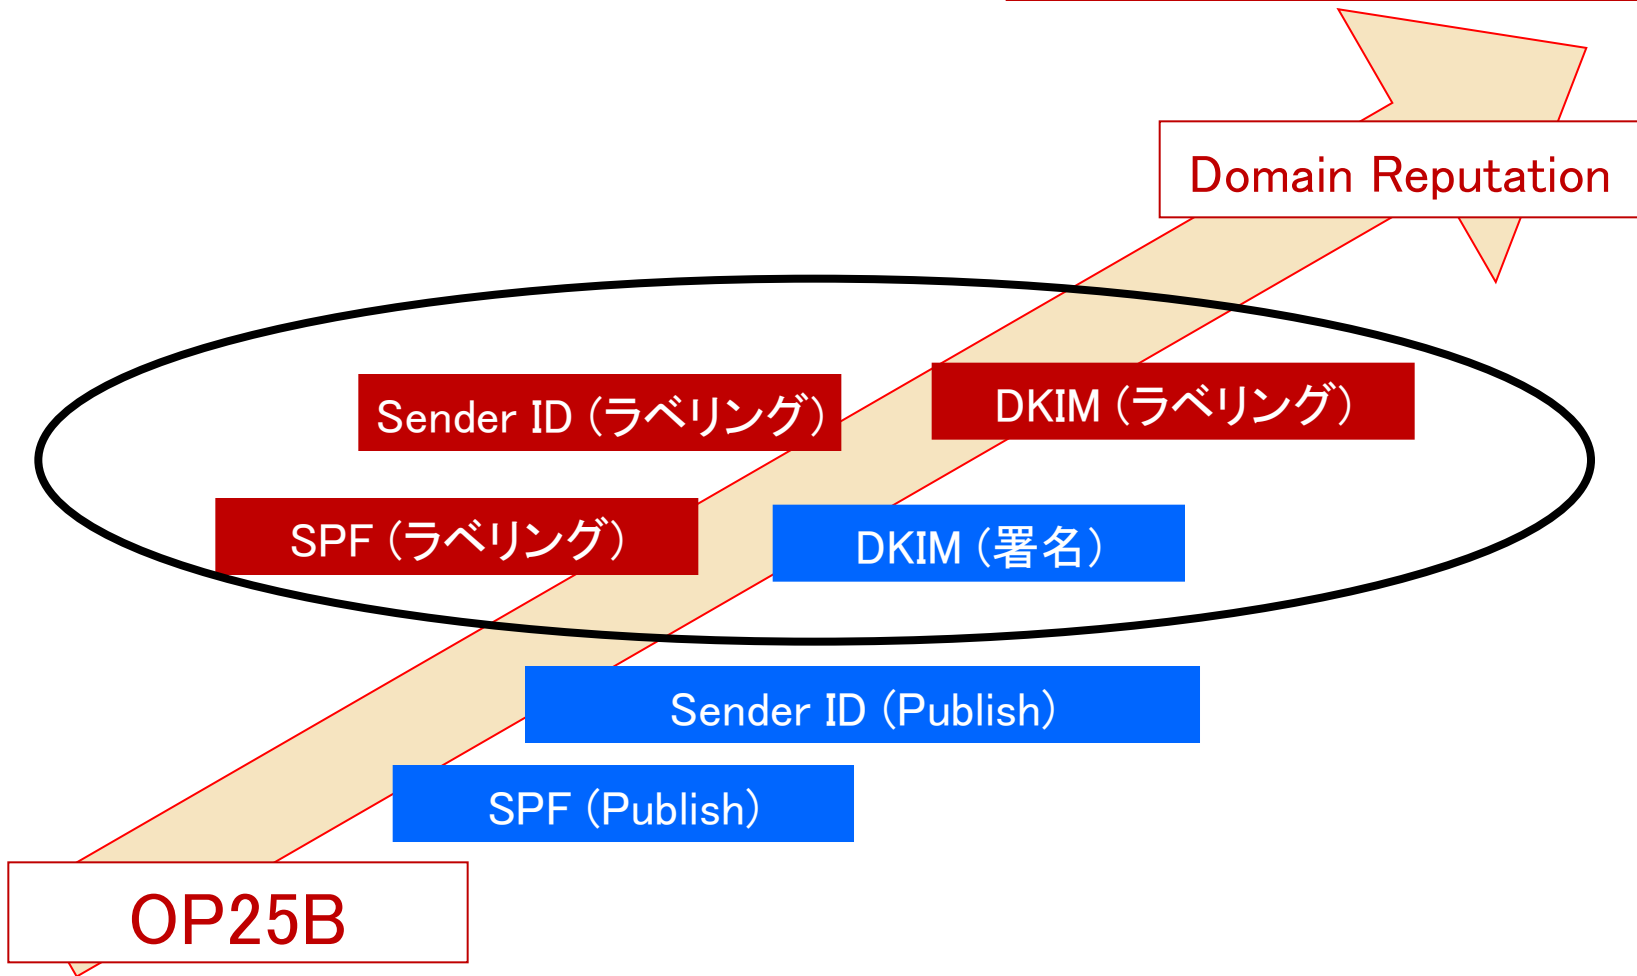 Domain Reputation
Sender ID (ラベリング)
DKIM (ラベリング)
SPF (ラベリング)
DKIM (署名)
Sender ID (Publish)
SPF (Publish)
OP25B